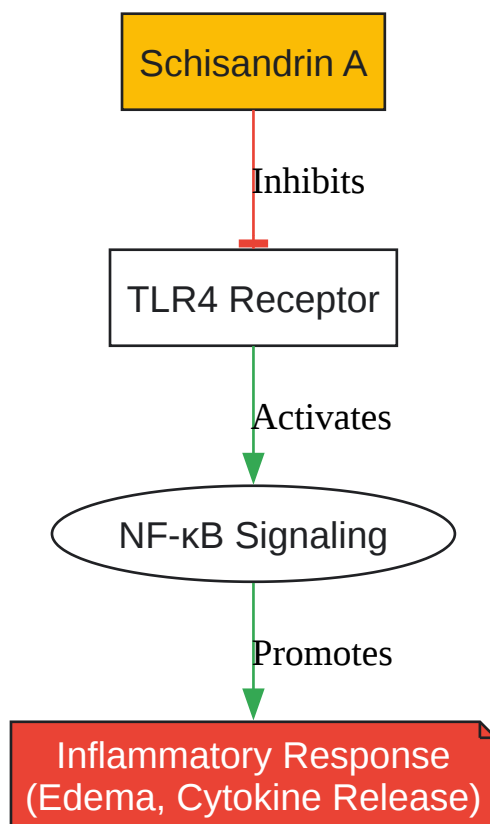 Schisandrin A
Inhibits
TLR4 Receptor
Activates
NF-κB Signaling
Promotes
Inflammatory Response
(Edema, Cytokine Release)